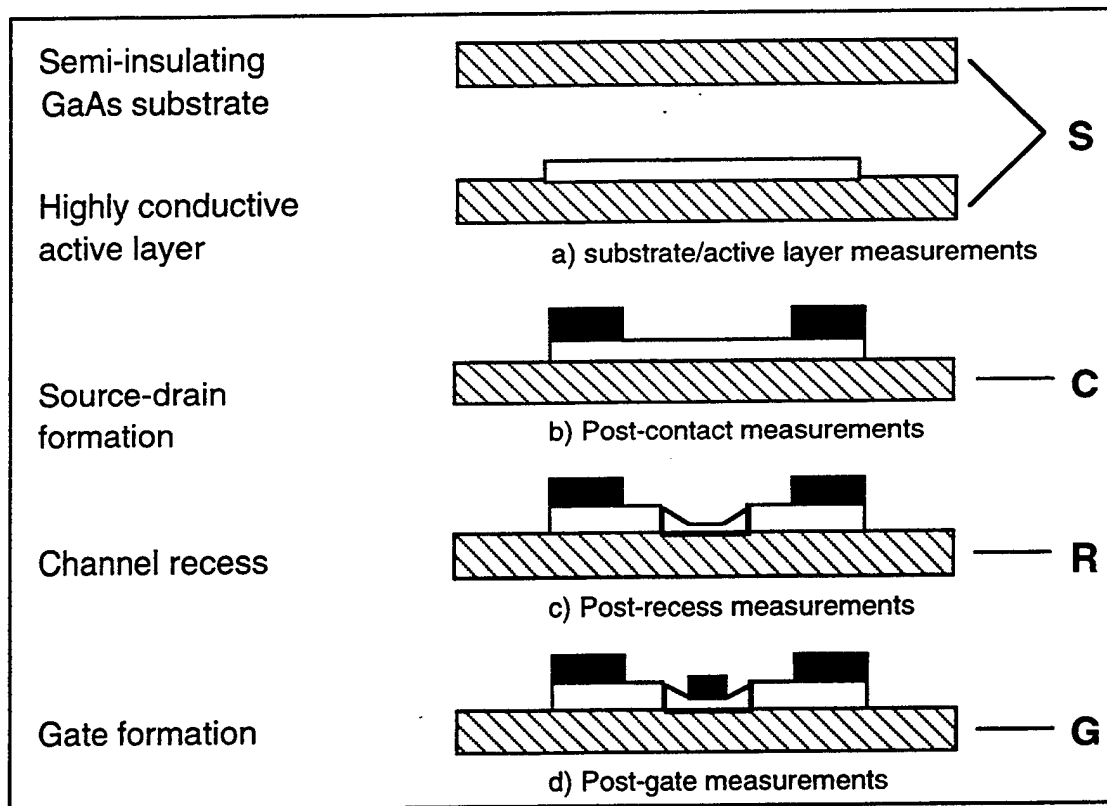 Semi-insulating
GaAs substrate
S
Highly conductive
active layer
a) substrate/active layer measurements
Source-drain
formation
C
b) Post-contact measurements
Channel recess
R
c) Post-recess measurements
Gate formation
G
d) Post-gate measurements